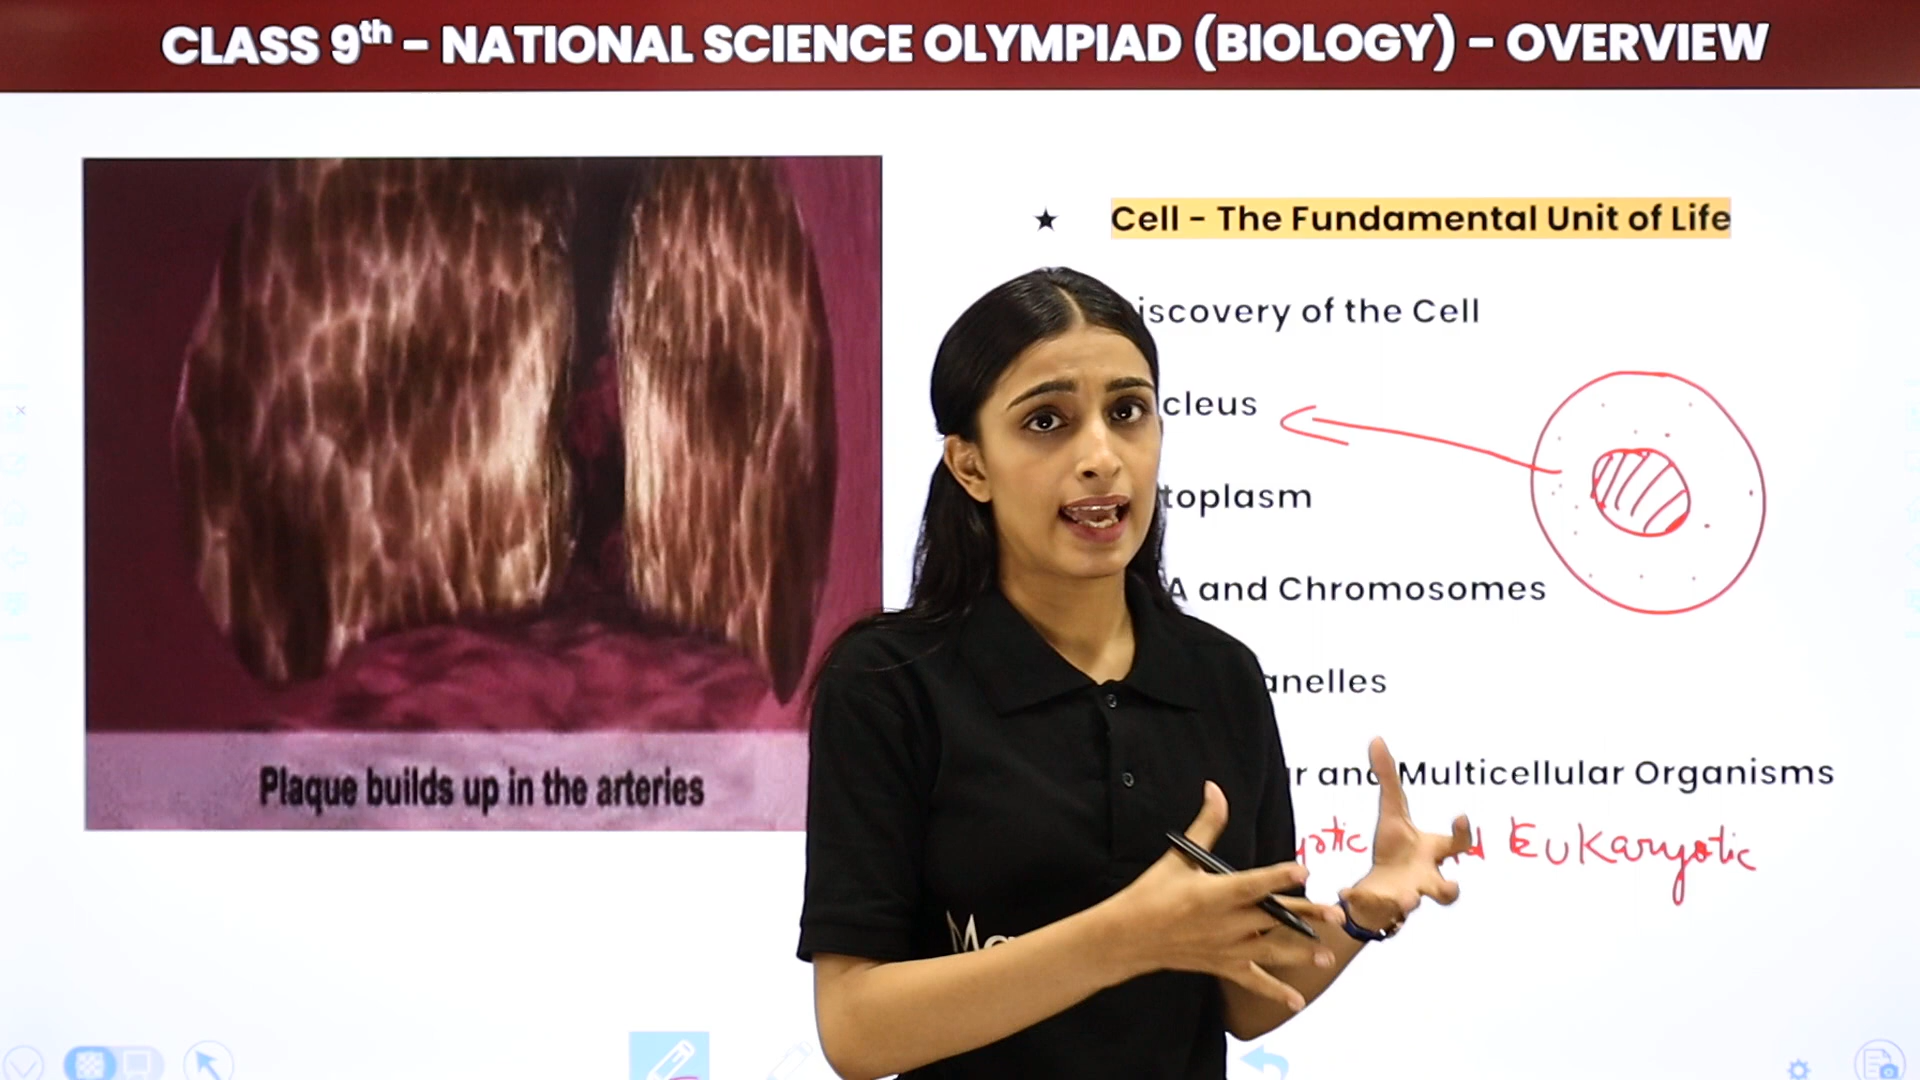 CLASS 9th - NATIONAL SCIENCE OLYMPIAD (BIOLOGY) - OVERVIEW
★ Cell - The Fundamental Unit of Life
iscovery of the Cell
cleus
toplasm
A and Chromosomes
anelles
r and Multicellular Organisms
yotic d Eukaryotic
Plaque builds up in the arteries